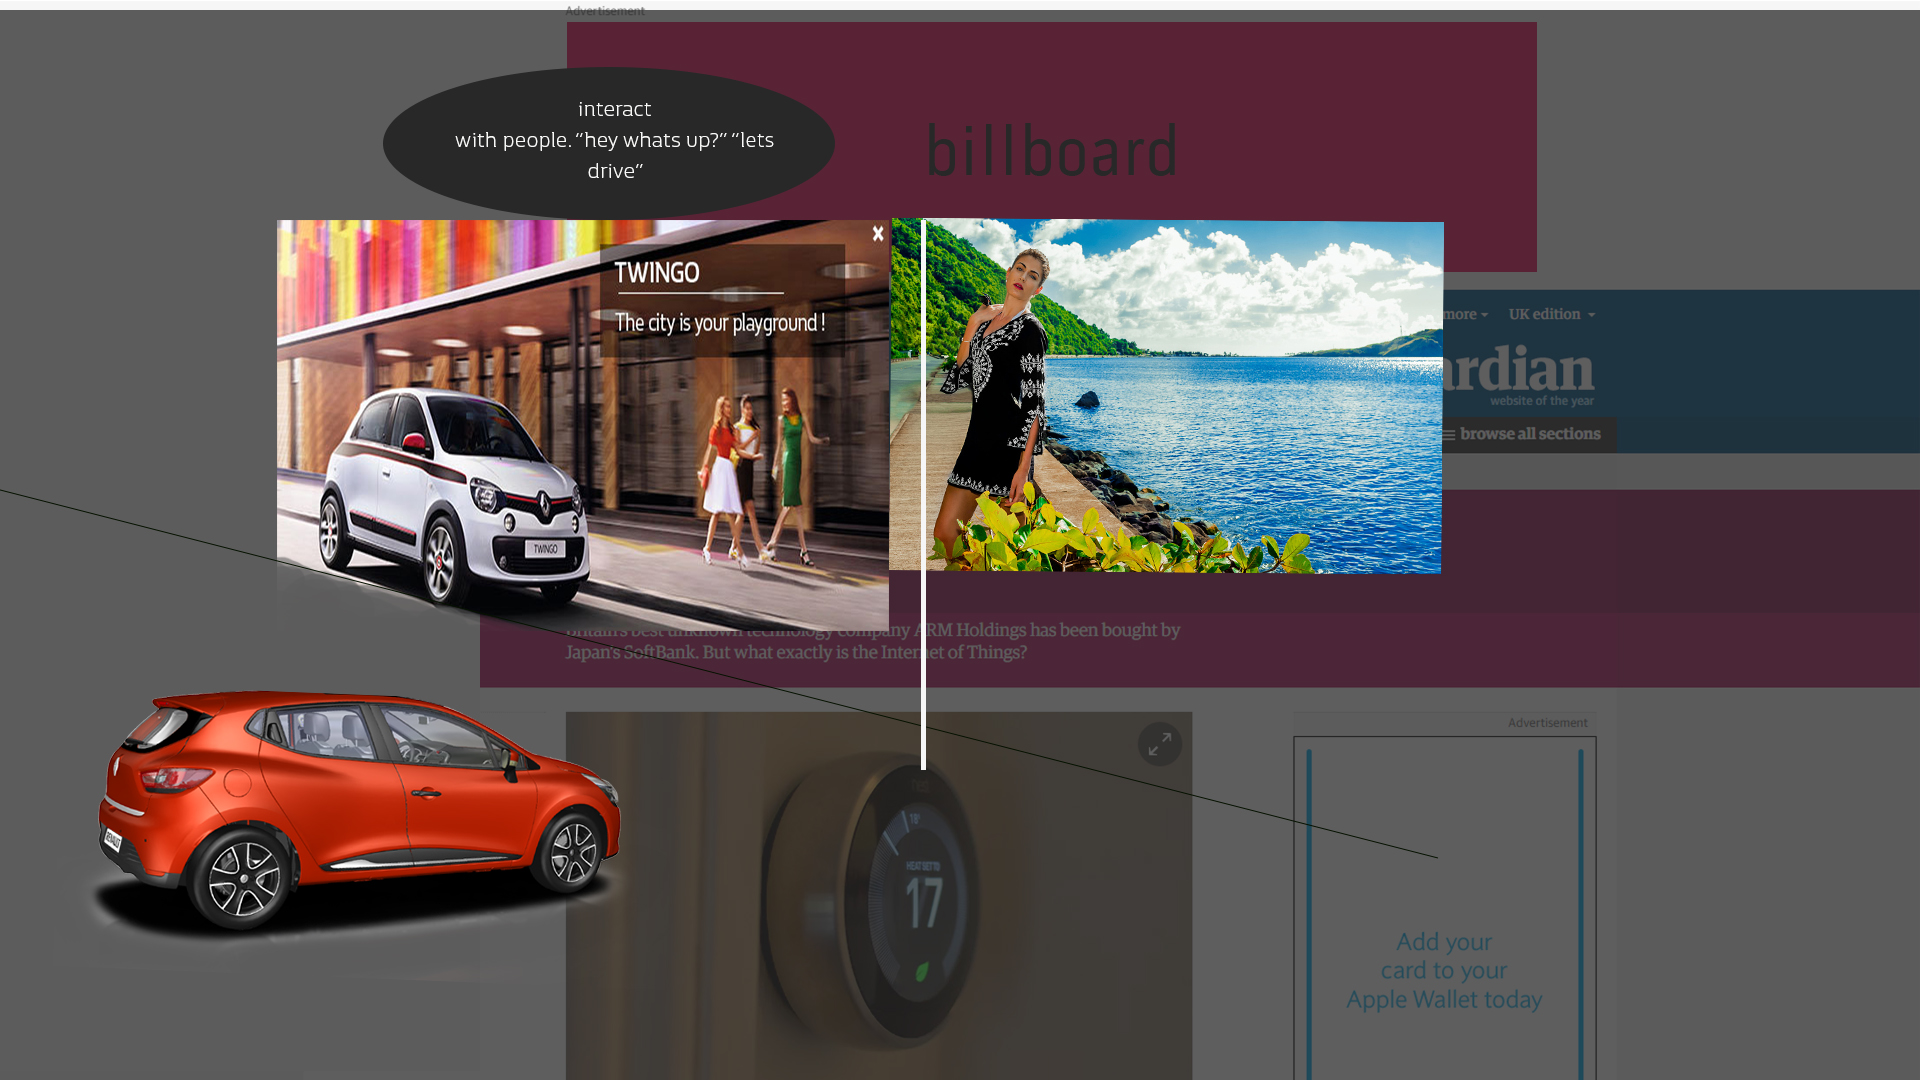 Advertisement
interact
with people. “hey whats up?” “lets
drive”
billboard
x
TWINGO
The city is your playground !
TWINGO
more
UK edition
ardian
website of the year
browse all sections
Britain's best unknown technology company ARM Holdings has been bought by
Japan's SoftBank. But what exactly is the Internet of Things?
Advertisement
RENAULT
nest
18°
HEAT SET TO
17
Add your
card to your
Apple Wallet today